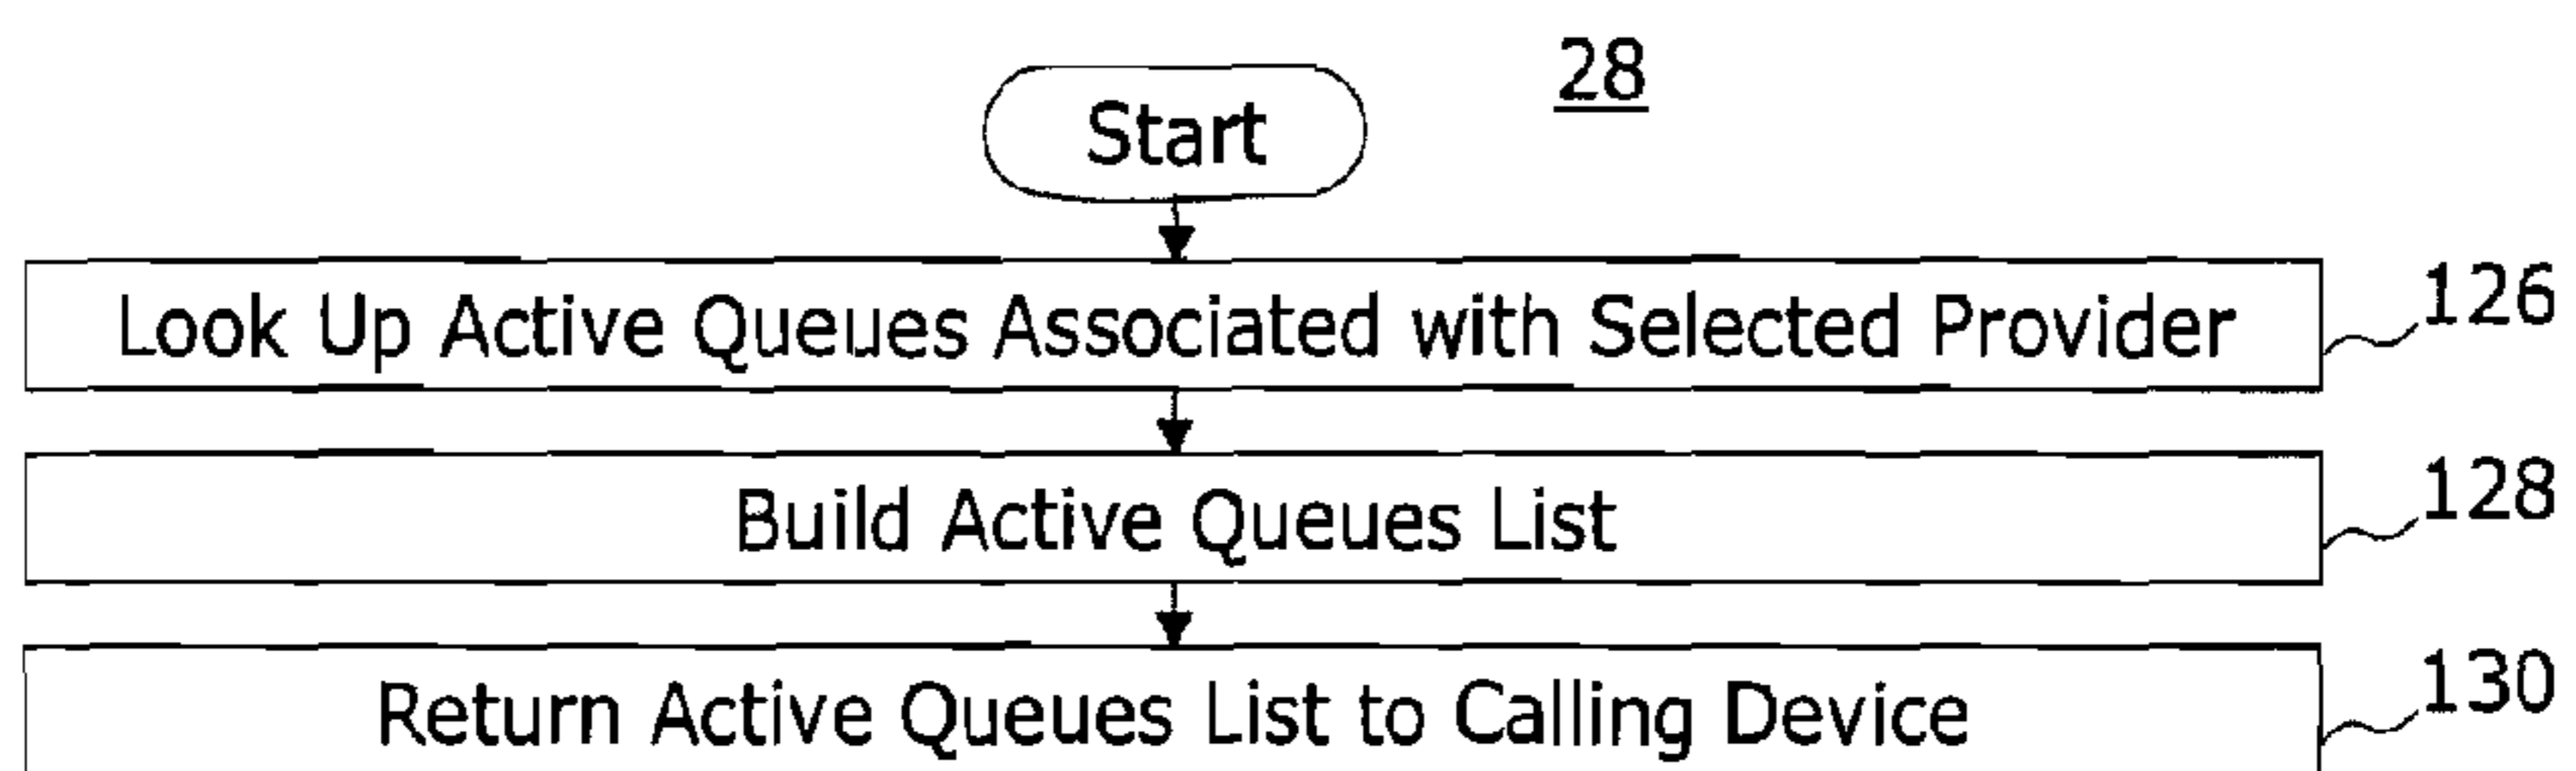 28
Start
Look Up Active Queues Associated with Selected Provider
126
Build Active Queues List
128
Return Active Queues List to Calling Device
130